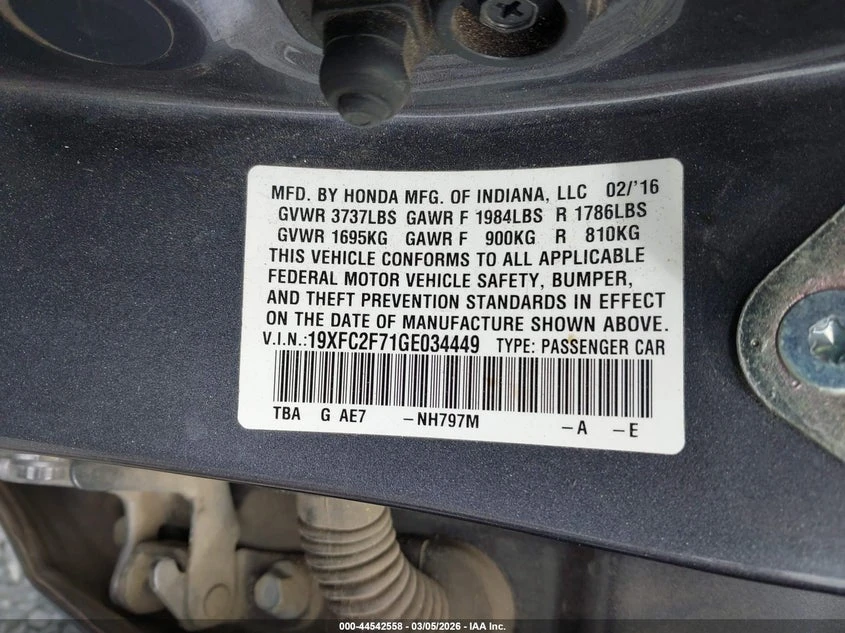 MFD. BY HONDA MFG. OF INDIANA, LLC 02/'16
GVWR 3737LBS GAWR F 1984LBS R 1786LBS
GVWR 1695KG GAWR F 900KG R 810KG
THIS VEHICLE CONFORMS TO ALL APPLICABLE
FEDERAL MOTOR VEHICLE SAFETY, BUMPER,
AND THEFT PREVENTION STANDARDS IN EFFECT
ON THE DATE OF MANUFACTURE SHOWN ABOVE.
V.I.N.:19XFC2F71GE034449 TYPE: PASSENGER CAR
TBA G AE7 -NH797M -A -E
000-44542558 - 03/05/2026 - IAA Inc.